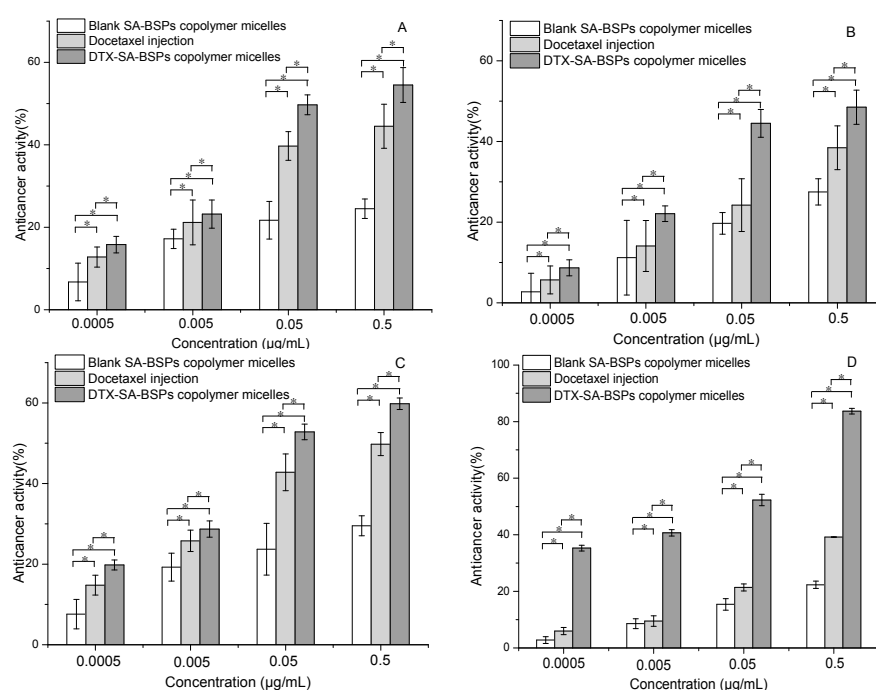 A
Blank SA-BSPs copolymer micelles
Docetaxel injection
DTX-SA-BSPs copolymer micelles
Anticancer activity(%)
60
40
20
0
* * * * * * * * * * * *
0.0005 0.005 0.05 0.5
Concentration (µg/mL)
B
Blank SA-BSPs copolymer micelles
Docetaxel injection
DTX-SA-BSPs copolymer micelles
Anticancer activity(%)
60
40
20
0
* * * * * * * * * * * *
0.0005 0.005 0.05 0.5
Concentration (µg/mL)
C
Blank SA-BSPs copolymer micelles
Docetaxel injection
DTX-SA-BSPs copolymer micelles
Anticancer activity(%)
60
40
20
0
* * * * * * * * * * * *
0.0005 0.005 0.05 0.5
Concentration (µg/mL)
D
Blank SA-BSPs copolymer micelles
Docetaxel injection
DTX-SA-BSPs copolymer micelles
Anticancer activity(%)
100
80
60
40
20
0
* * * * * * * * * * * *
0.0005 0.005 0.05 0.5
Concentration (µg/mL)